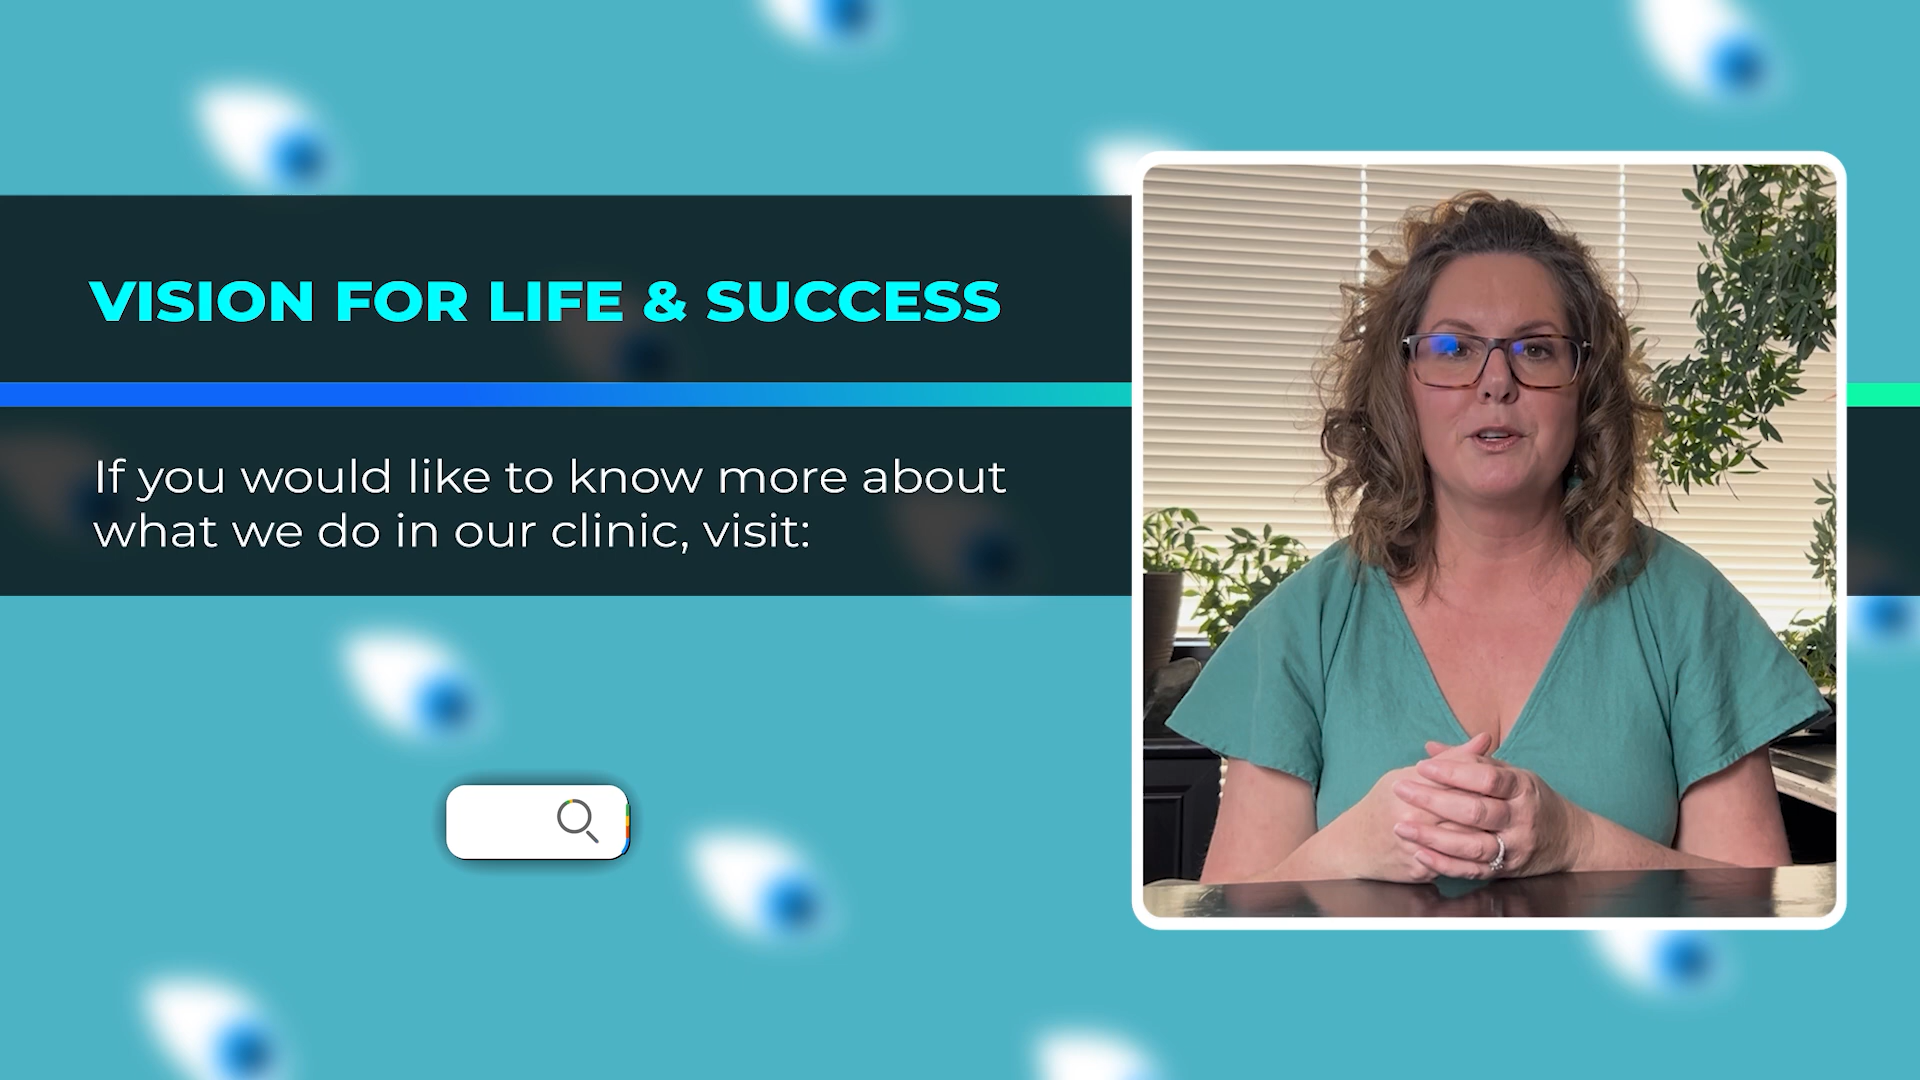 VISION FOR LIFE & SUCCESS
If you would like to know more about
what we do in our clinic, visit: